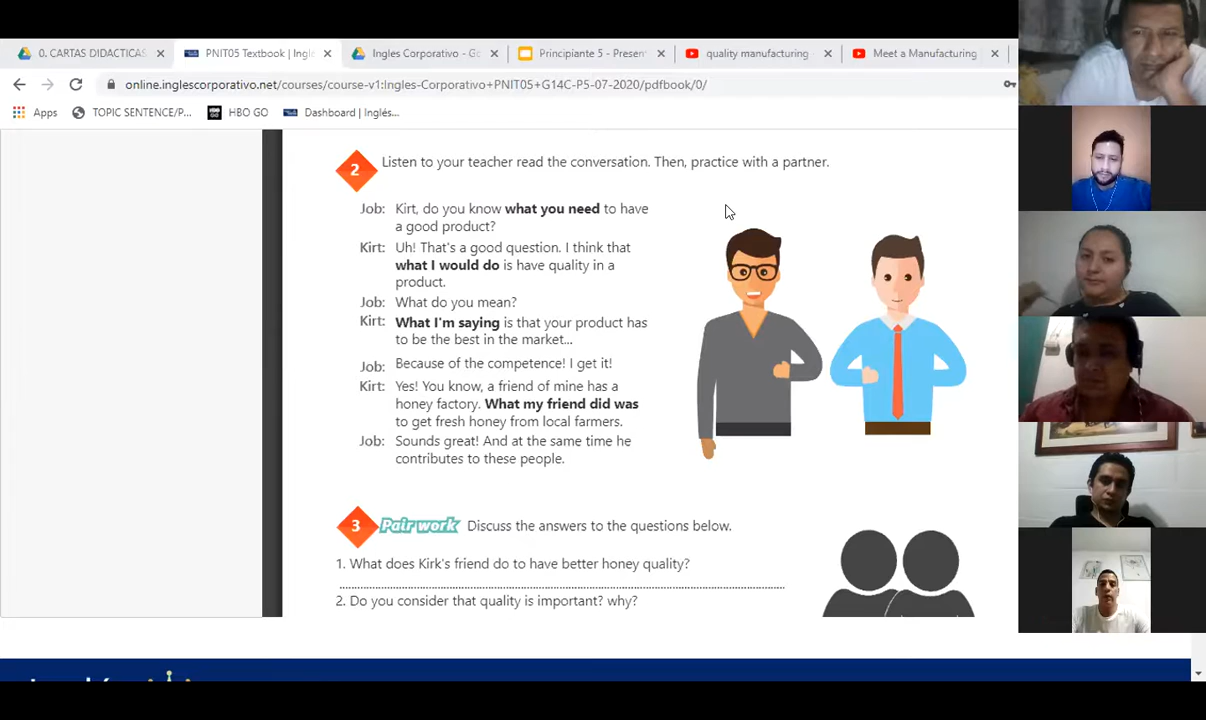 0. CARTAS DIDACTICAS
PNIT05 Textbook | Ingl
Ingles Corporativo - Go
Principiante 5 - Present
quality manufacturing
Meet a Manufacturing
online.inglescorporativo.net/courses/course-v1:Ingles-Corporativo+PNIT05+G14C-P5-07-2020/pdfbook/0/
Apps
TOPIC SENTENCE/P...
HBO GO
Dashboard | Inglés...
2 Listen to your teacher read the conversation. Then, practice with a partner.
Job: Kirt, do you know what you need to have
a good product?
Kirt: Uh! That's a good question. I think that
what I would do is have quality in a
product.
Job: What do you mean?
Kirt: What I'm saying is that your product has
to be the best in the market...
Job: Because of the competence! I get it!
Kirt: Yes! You know, a friend of mine has a
honey factory. What my friend did was
to get fresh honey from local farmers.
Job: Sounds great! And at the same time he
contributes to these people.
3 Pair work Discuss the answers to the questions below.
1. What does Kirk's friend do to have better honey quality?
2. Do you consider that quality is important? why?